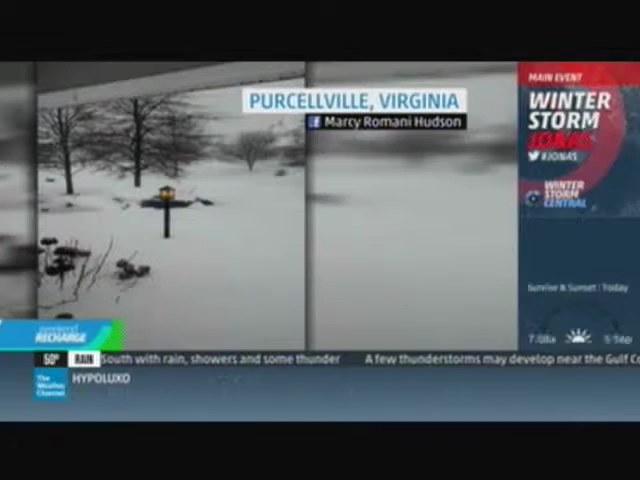 PURCELLVILLE, VIRGINIA
Marcy Romani Hudson
MAIN EVENT
WINTER
STORM
JONAS
#JONAS
WINTER
STORM
CENTRAL
Sunrise & Sunset: Today
7:08a 5:56p
weekend
RECHARGE
50° RAIN South with rain, showers and some thunder A few thunderstorms may develop near the Gulf Co
The
Weather
Channel
HYPOLUXO